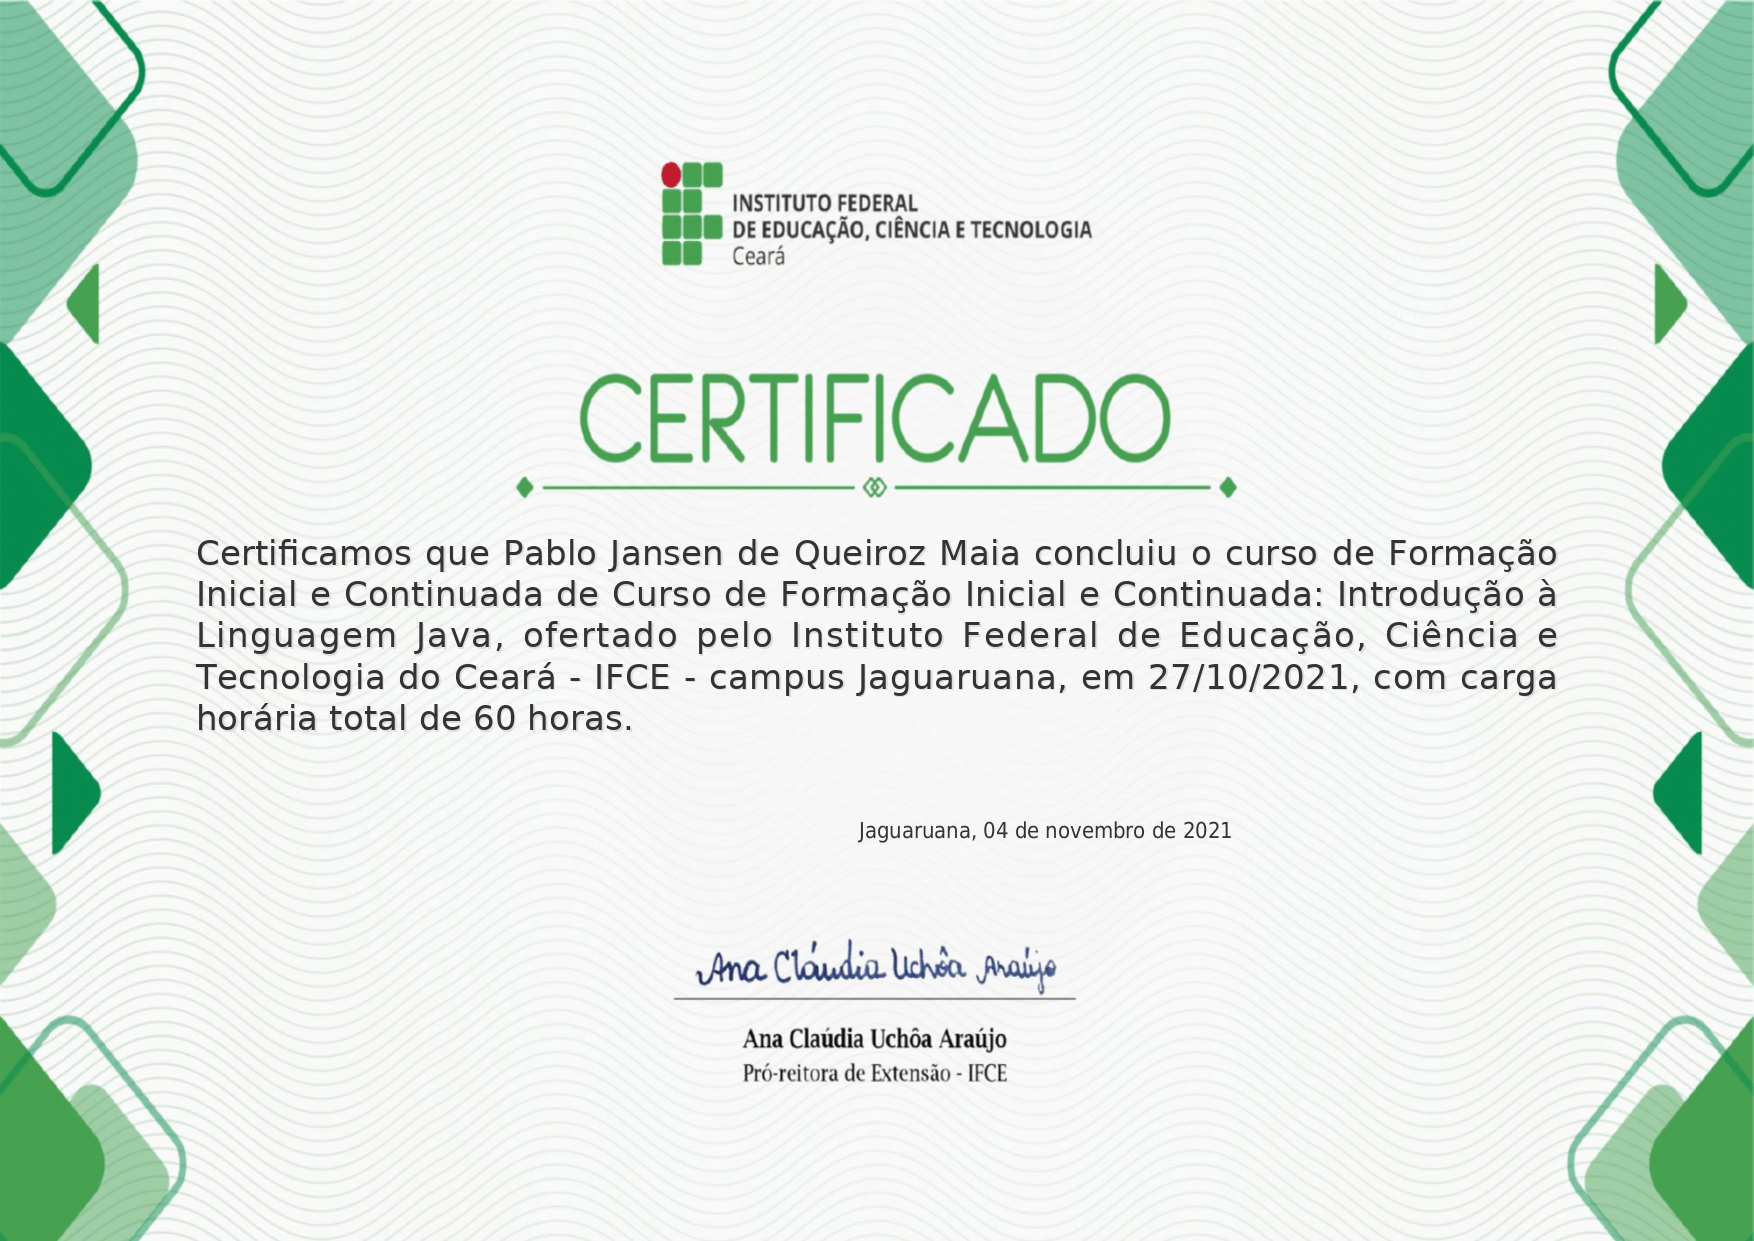 INSTITUTO FEDERAL
DE EDUCAÇÃO, CIÊNCIA E TECNOLOGIA
Ceará
CERTIFICADO
Certificamos que Pablo Jansen de Queiroz Maia concluiu o curso de Formação
Inicial e Continuada de Curso de Formação Inicial e Continuada: Introdução à
Linguagem Java, ofertado pelo Instituto Federal de Educação, Ciência e
Tecnologia do Ceará - IFCE - campus Jaguaruana, em 27/10/2021, com carga
horária total de 60 horas.
Jaguaruana, 04 de novembro de 2021
Ana Cláudia Uchôa Araújo
Ana Claúdia Uchôa Araújo
Pró-reitora de Extensão - IFCE